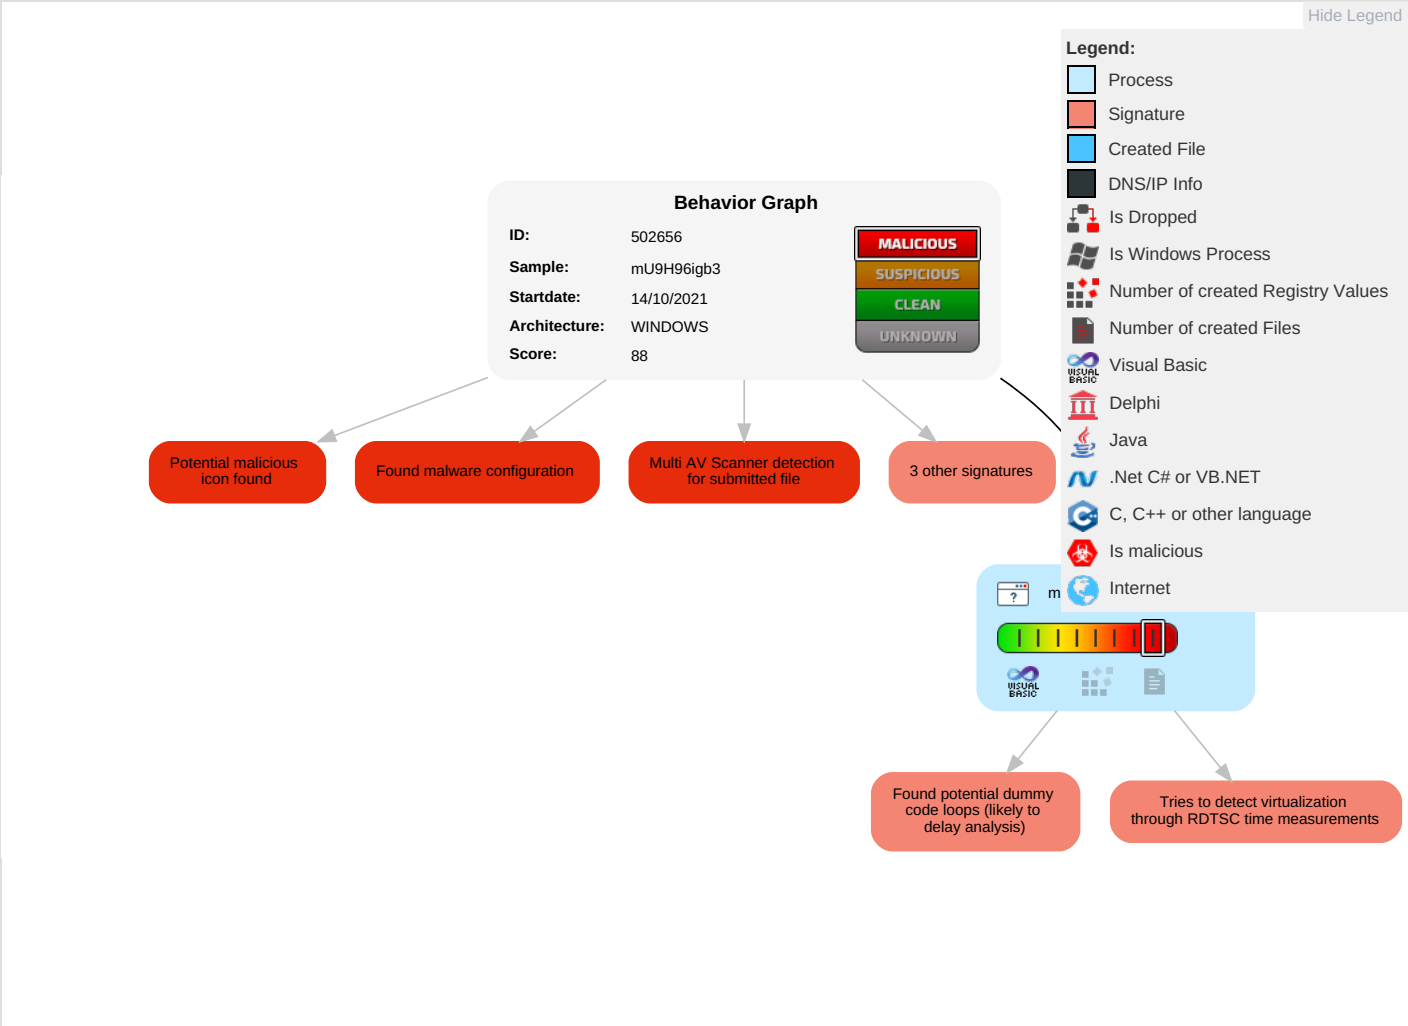 Hide Legend
Legend:
Process
Signature
Created File
DNS/IP Info
Is Dropped
Is Windows Process
Number of created Registry Values
Number of created Files
VISUAL
BASIC
Visual Basic
Delphi
Java
.Net C# or VB.NET
C, C++ or other language
Is malicious
Internet
Behavior Graph
ID: 502656
Sample: mU9H96igb3
Startdate: 14/10/2021
Architecture: WINDOWS
Score: 88
MALICIOUS
SUSPICIOUS
CLEAN
UNKNOWN
Potential malicious
icon found
Found malware configuration
Multi AV Scanner detection
for submitted file
3 other signatures
?
m
VISUAL
BASIC
Found potential dummy
code loops (likely to
delay analysis)
Tries to detect virtualization
through RDTSC time measurements